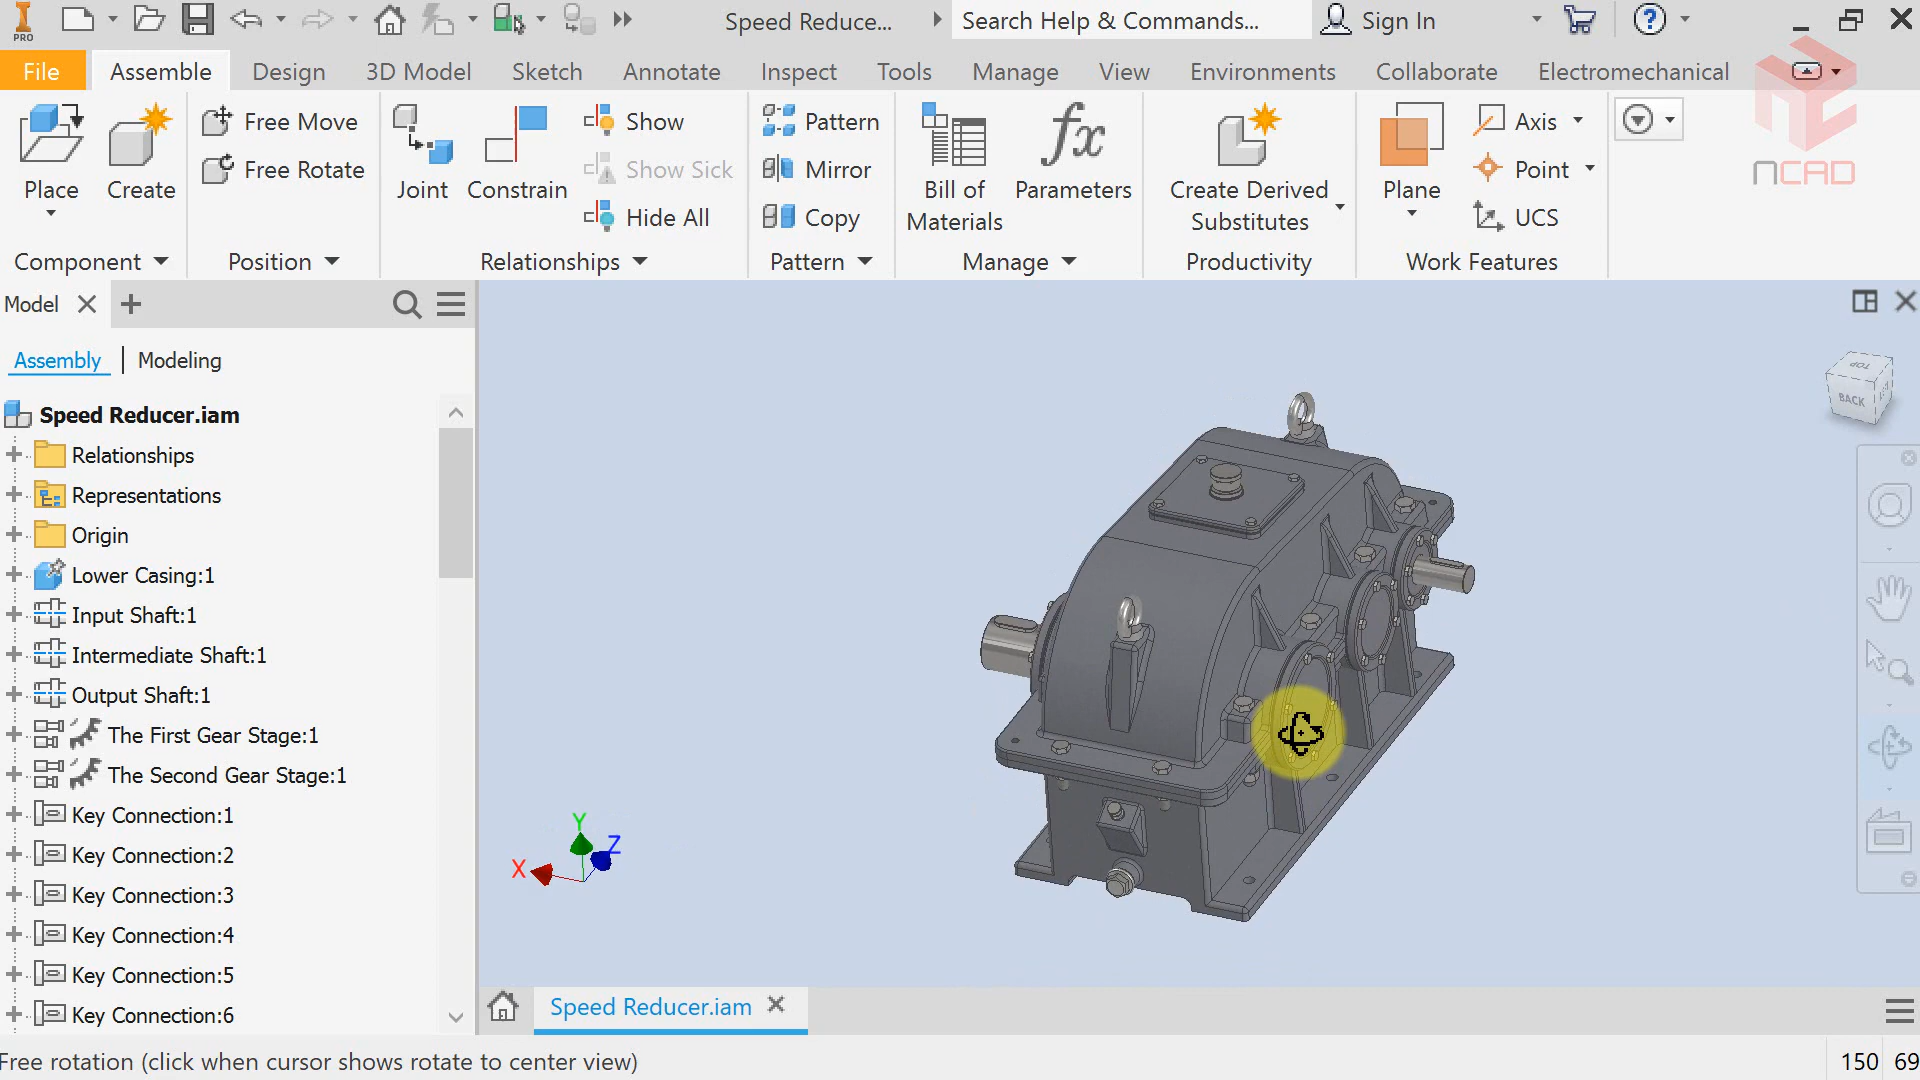 PRO
Speed Reduce...
Search Help & Commands...
Sign In
File
Assemble
Design
3D Model
Sketch
Annotate
Inspect
Tools
Manage
View
Environments
Collaborate
Electromechanical
Place
Create
Free Move
Free Rotate
Joint
Constrain
Show
Show Sick
Hide All
Pattern
Mirror
Copy
Bill of
Materials
fx
Parameters
Create Derived
Substitutes
Plane
Axis
Point
UCS
NCAD
Component
Position
Relationships
Pattern
Manage
Productivity
Work Features
Model
Assembly
Modeling
Speed Reducer.iam
Relationships
Representations
Origin
Lower Casing:1
Input Shaft:1
Intermediate Shaft:1
Output Shaft:1
The First Gear Stage:1
The Second Gear Stage:1
Key Connection:1
Key Connection:2
Key Connection:3
Key Connection:4
Key Connection:5
Key Connection:6
TOP
BACK
Y
Z
X
Speed Reducer.iam
Free rotation (click when cursor shows rotate to center view)
150 69